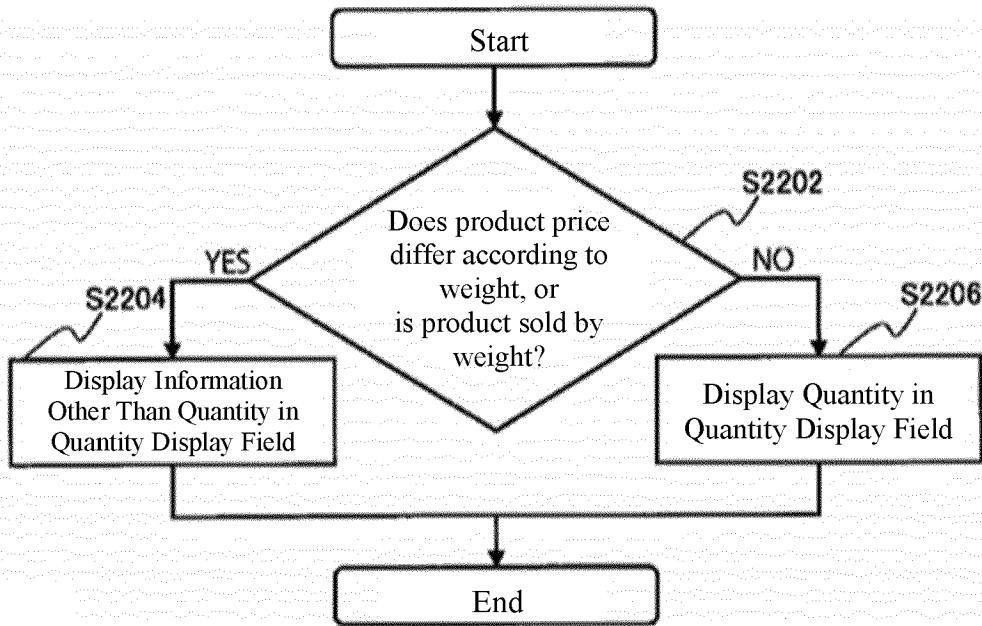 Start
S2202
Does product price
differ according to
weight, or
is product sold by
weight?
YES
NO
S2204
S2206
Display Information
Other Than Quantity in
Quantity Display Field
Display Quantity in
Quantity Display Field
End